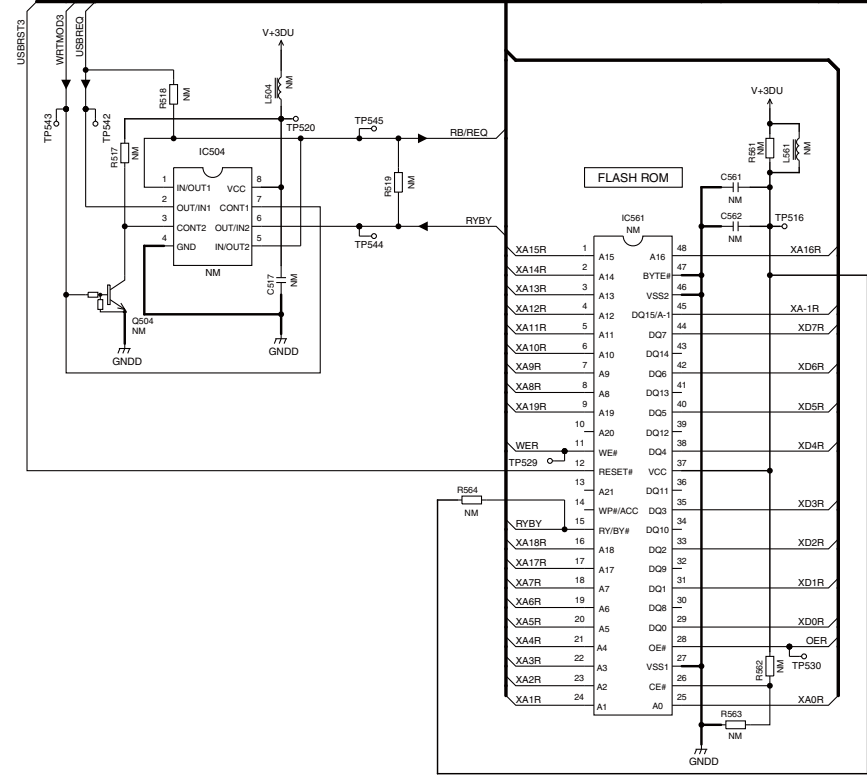 USBRST3
WRTMOD3
USBREQ
TP543
TP542
V+3DU
L504
NM
R518
NM
TP520
TP545
RB/REQ
R517
NM
IC504
R519
NM
1 IN/OUT1 VCC 8
2 OUT/IN1 CONT1 7
3 CONT2 OUT/IN2 6
4 GND IN/OUT2 5
NM
RYBY
TP544
C517
NM
Q504
NM
GNDD
GNDD
V+3DU
R561
NM
L561
NM
FLASH ROM
C561
NM
C562
NM
TP516
IC561
NM
XA15R 1 A15 A16 48 XA16R
XA14R 2 A14 BYTE# 47
XA13R 3 A13 VSS2 46
XA12R 4 A12 DQ15/A-1 45 XA-1R
XA11R 5 A11 DQ7 44 XD7R
XA10R 6 A10 DQ14 43
XA9R 7 A9 DQ6 42 XD6R
XA8R 8 A8 DQ13 41
XA19R 9 A19 DQ5 40 XD5R
10 A20 DQ12 39
WER 11 WE# DQ4 38 XD4R
TP529 12 RESET# VCC 37
13 A21 DQ11 36
R564
NM
14 WP#/ACC DQ3 35 XD3R
RYBY 15 RY/BY# DQ10 34
XA18R 16 A18 DQ2 33 XD2R
XA17R 17 A17 DQ9 32
XA7R 18 A7 DQ1 31 XD1R
XA6R 19 A6 DQ8 30
XA5R 20 A5 DQ0 29 XD0R
XA4R 21 A4 OE# 28 OER
XA3R 22 A3 VSS1 27
R562
NM
TP530
XA2R 23 A2 CE# 26
XA1R 24 A1 A0 25 XA0R
R563
NM
GNDD